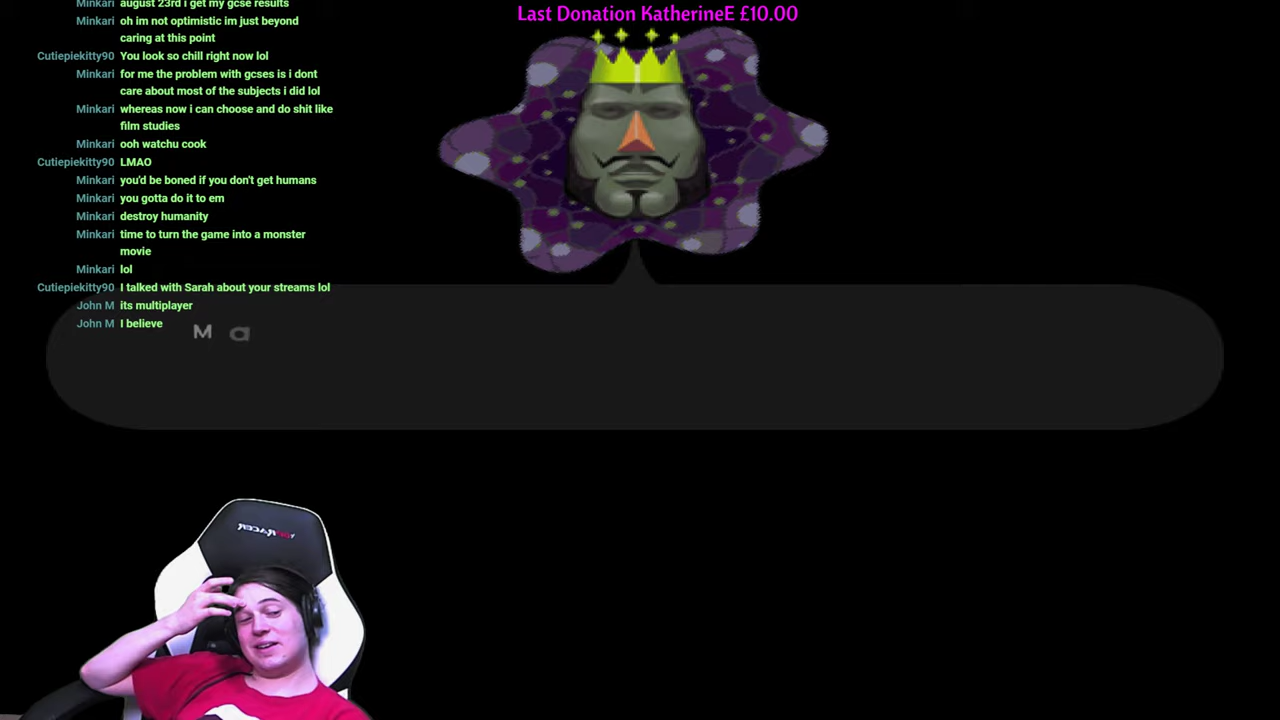 Last Donation KatherineE £10.00
Minkari august 23rd i get my gcse results
Minkari oh im not optimistic im just beyond
caring at this point
Cutiepiekitty90 You look so chill right now lol
Minkari for me the problem with gcses is i dont
care about most of the subjects i did lol
Minkari whereas now i can choose and do shit like
film studies
Minkari ooh watchu cook
Cutiepiekitty90 LMAO
Minkari you'd be boned if you don't get humans
Minkari you gotta do it to em
Minkari destroy humanity
Minkari time to turn the game into a monster
movie
Minkari lol
Cutiepiekitty90 I talked with Sarah about your streams lol
John M its multiplayer
John M I believe
M a